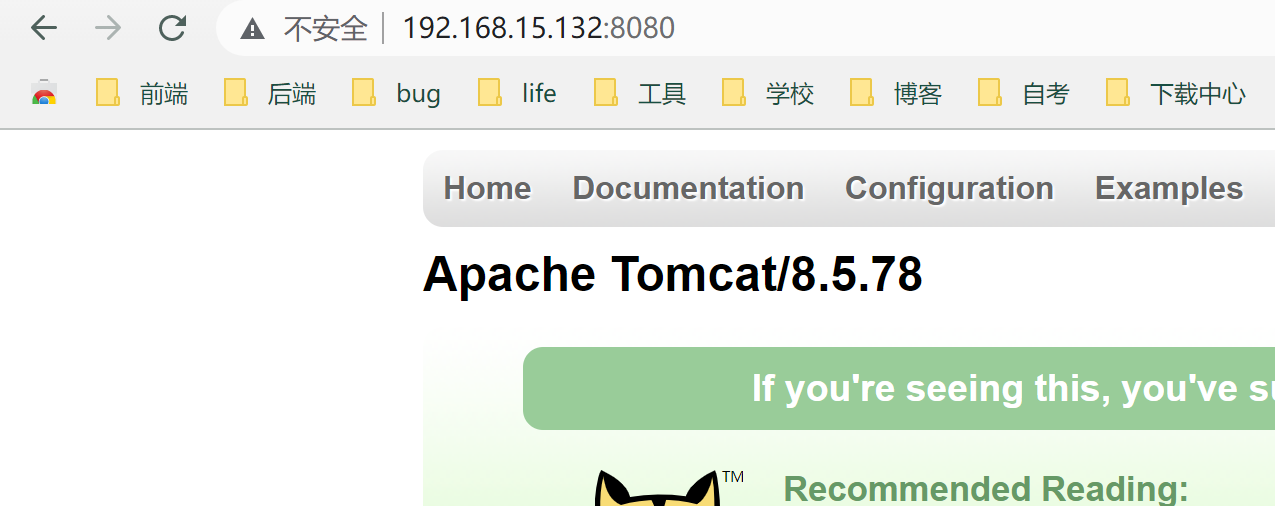 不安全 192.168.15.132:8080
前端 后端 bug life 工具 学校 博客 自考 下载中心
Home Documentation Configuration Examples
Apache Tomcat/8.5.78
If you're seeing this, you've
TM
Recommended Reading: